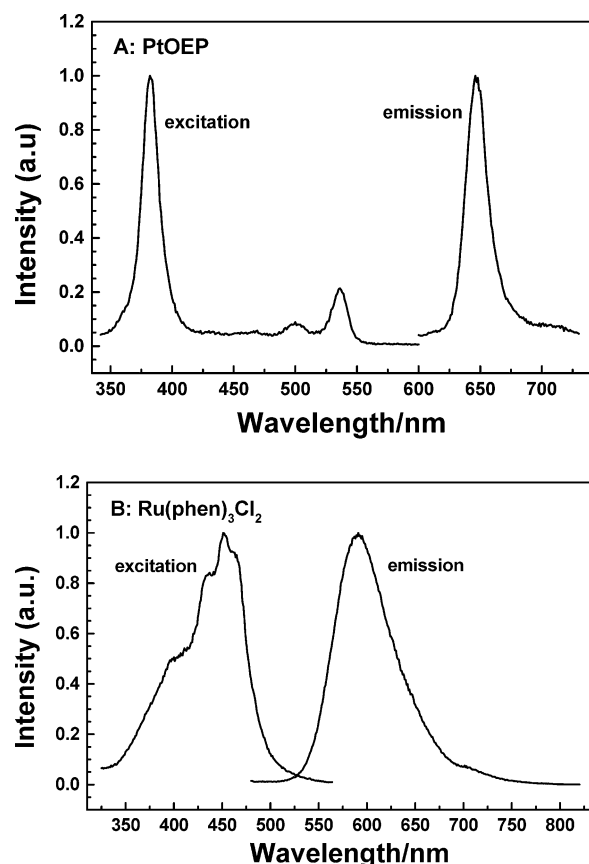 A: PtOEP
excitation
emission
Intensity (a.u)
1.2
1.0
0.8
0.6
0.4
0.2
0.0
350 400 450 500 550 600 650 700
Wavelength/nm
B: Ru(phen)₃Cl₂
excitation
emission
Intensity (a.u.)
1.2
1.0
0.8
0.6
0.4
0.2
0.0
350 400 450 500 550 600 650 700 750 800
Wavelength/nm